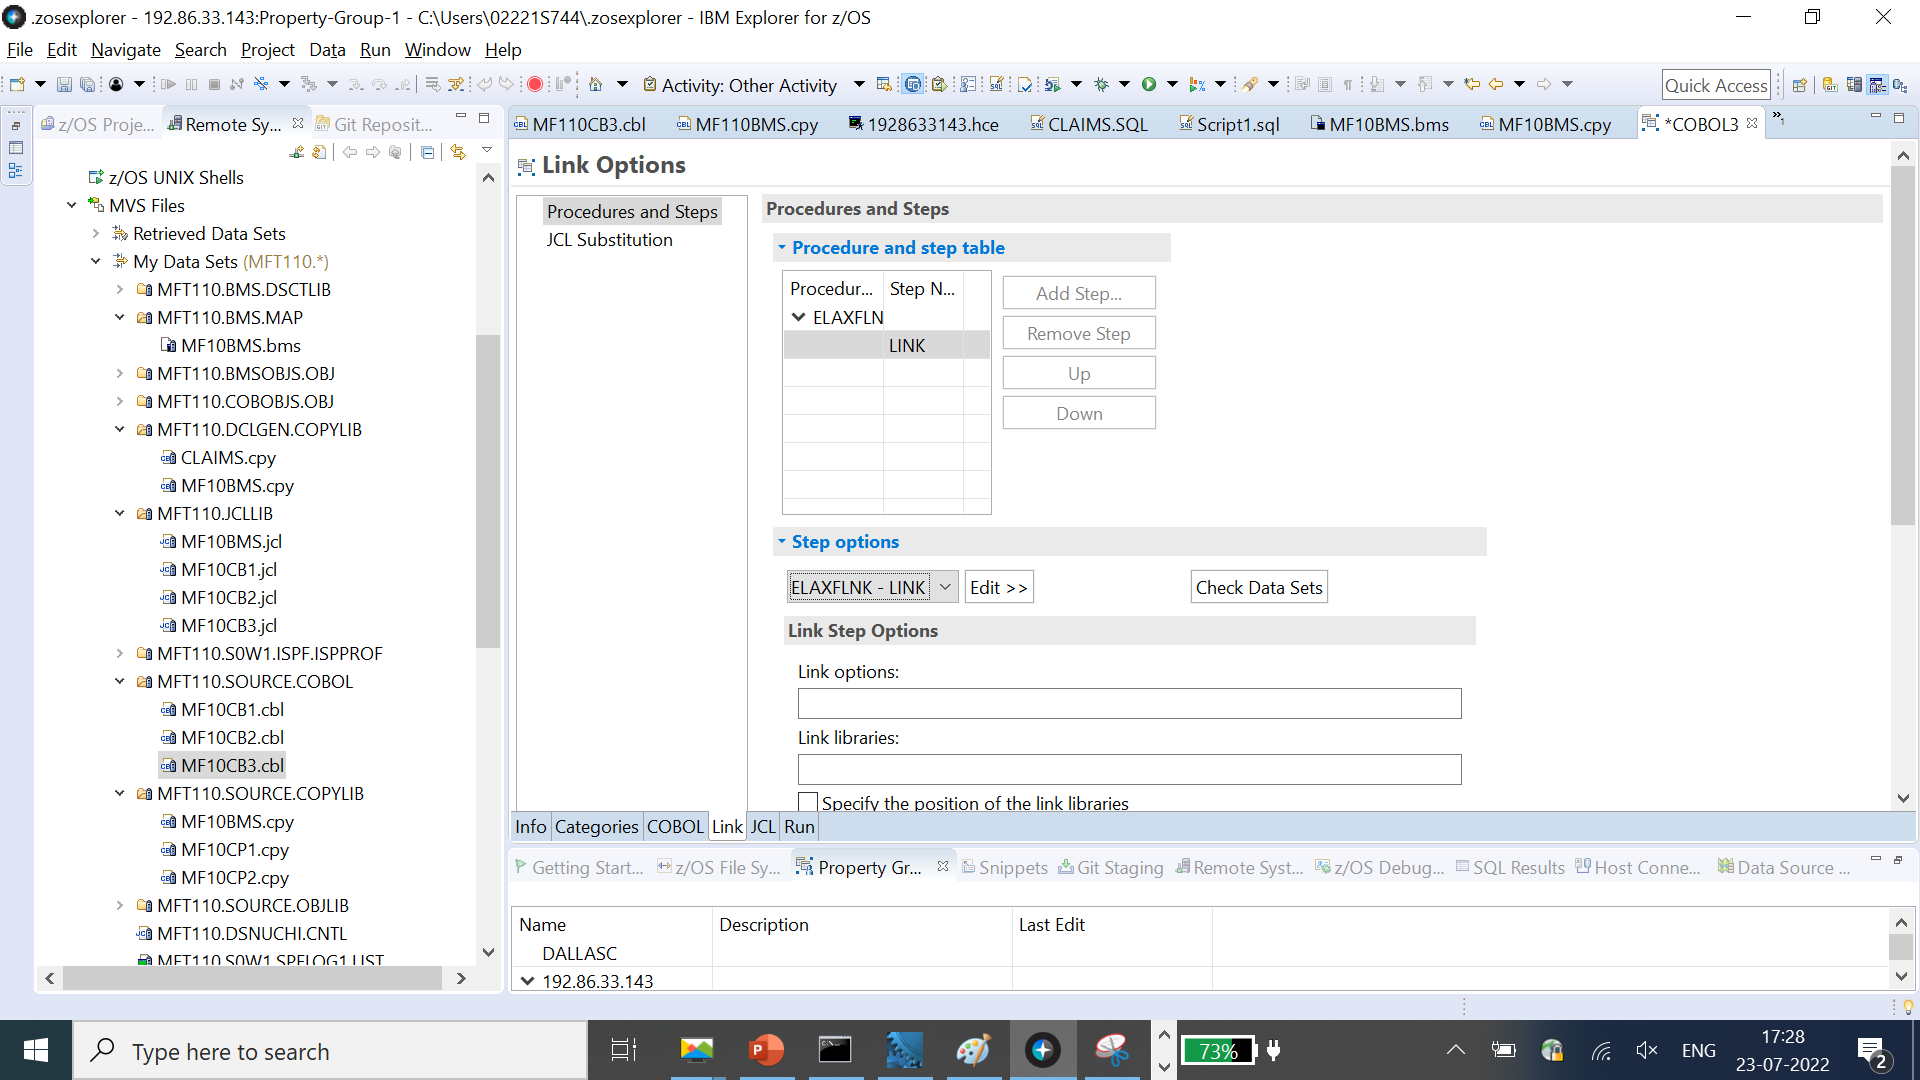 .zosexplorer - 192.86.33.143:Property-Group-1 - C:\Users\02221S744\.zosexplorer - IBM Explorer for z/OS
File Edit Navigate Search Project Data Run Window Help
Activity: Other Activity
Quick Access
z/OS Proje...
Remote Sy...
Git Reposit...
z/OS UNIX Shells
MVS Files
Retrieved Data Sets
My Data Sets (MFT110.*)
MFT110.BMS.DSCTLIB
MFT110.BMS.MAP
MF10BMS.bms
MFT110.BMSOBJS.OBJ
MFT110.COBOBJS.OBJ
MFT110.DCLGEN.COPYLIB
CLAIMS.cpy
MF10BMS.cpy
MFT110.JCLLIB
MF10BMS.jcl
MF10CB1.jcl
MF10CB2.jcl
MF10CB3.jcl
MFT110.S0W1.ISPF.ISPPROF
MFT110.SOURCE.COBOL
MF10CB1.cbl
MF10CB2.cbl
MF10CB3.cbl
MFT110.SOURCE.COPYLIB
MF10BMS.cpy
MF10CP1.cpy
MF10CP2.cpy
MFT110.SOURCE.OBJLIB
MFT110.DSNUCHI.CNTL
MFT110.S0W1.SPFLOG1.LIST
MF110CB3.cbl
MF110BMS.cpy
1928633143.hce
CLAIMS.SQL
Script1.sql
MF10BMS.bms
MF10BMS.cpy
*COBOL3
»1
Link Options
Procedures and Steps
JCL Substitution
Procedures and Steps
Procedure and step table
Procedur... Step N...
ELAXFLN
LINK
Add Step...
Remove Step
Up
Down
Step options
ELAXFLNK - LINK
Edit >>
Check Data Sets
Link Step Options
Link options:
Link libraries:
Specify the position of the link libraries
Info Categories COBOL Link JCL Run
Getting Start...
z/OS File Sy...
Property Gr...
Snippets
Git Staging
Remote Syst...
z/OS Debug...
SQL Results
Host Conne...
Data Source ...
Name Description Last Edit
DALLASC
192.86.33.143
Type here to search
73%
ENG
17:28
23-07-2022
2